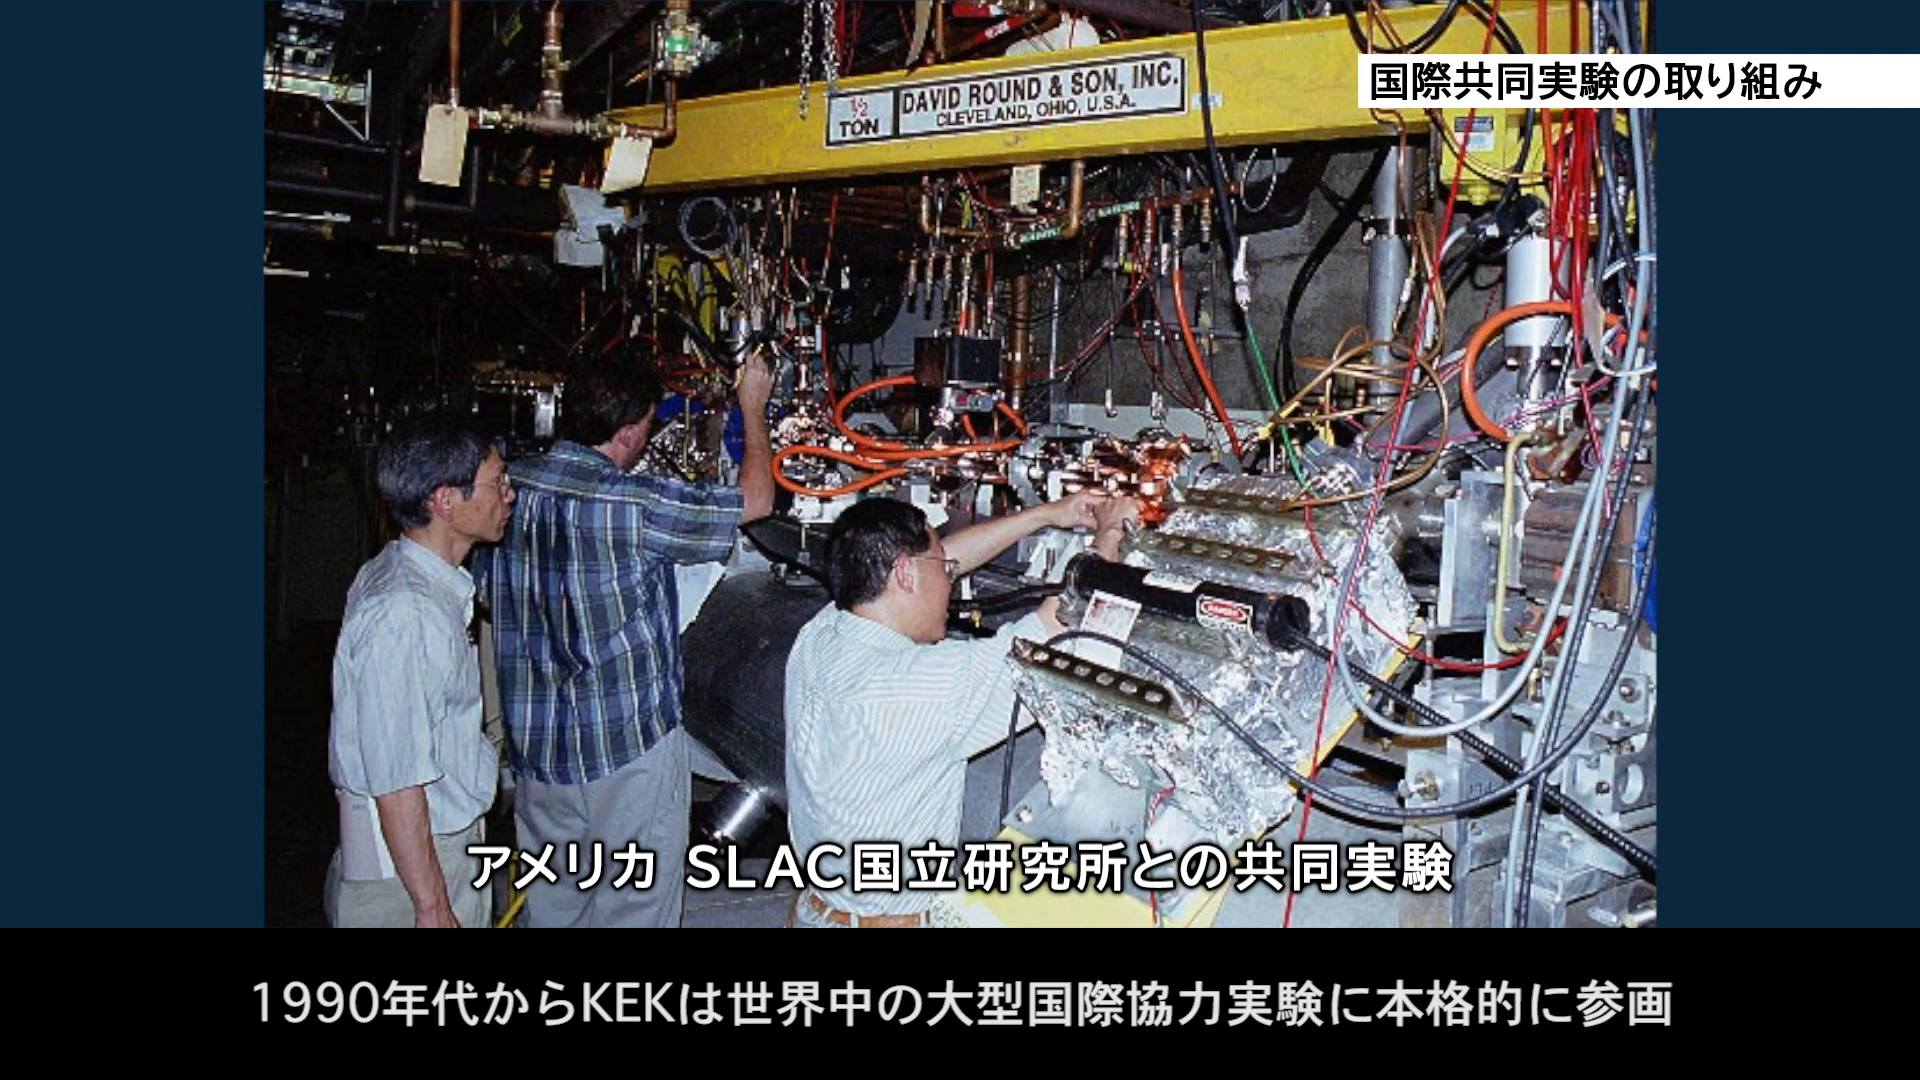 国際共同実験の取り組み
1/2
TON
DAVID ROUND & SON, INC.
CLEVELAND, OHIO, U.S.A.
アメリカ SLAC国立研究所との共同実験
1990年代からKEKは世界中の大型国際協力実験に本格的に参画